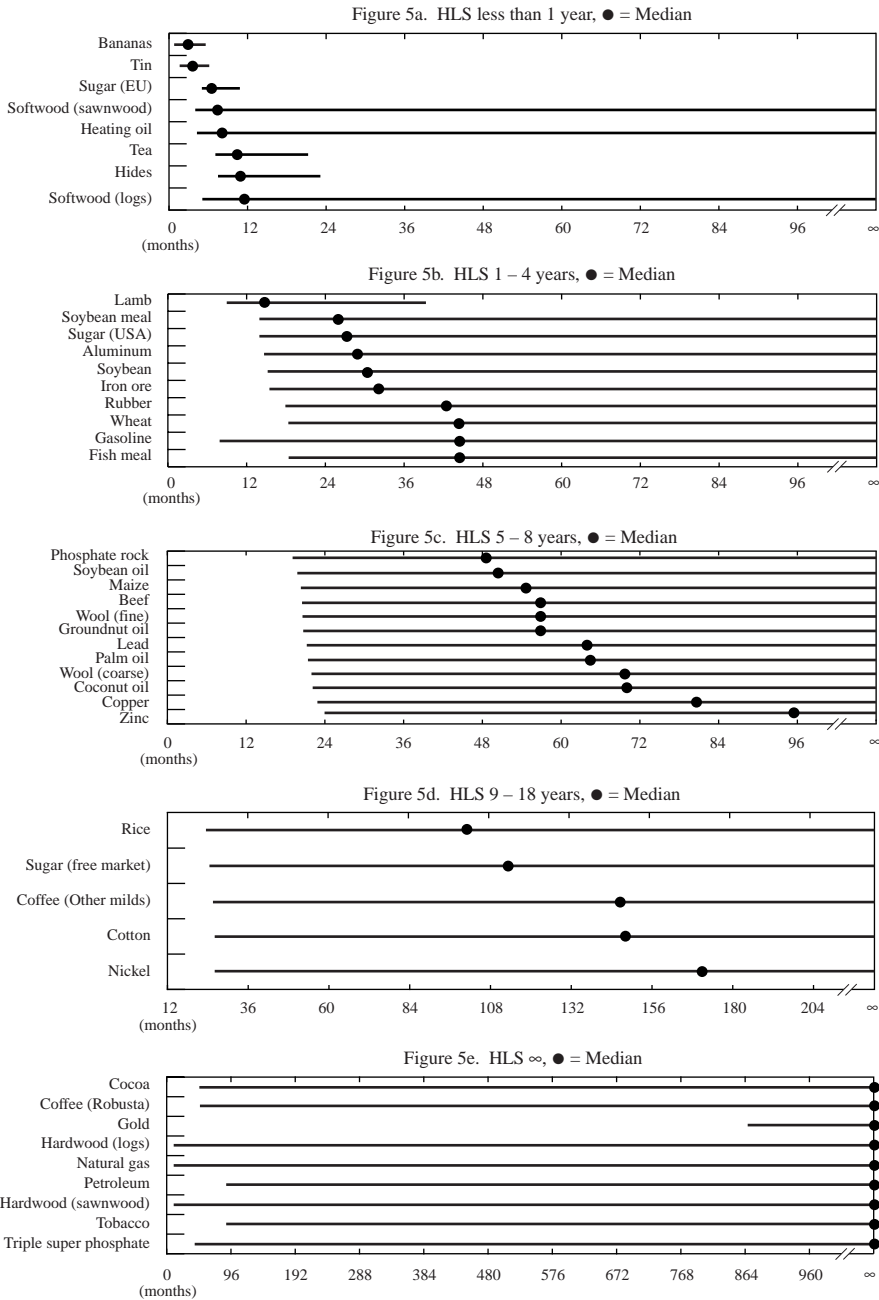 Figure 5a. HLS less than 1 year, ● = Median
Bananas
Tin
Sugar (EU)
Softwood (sawnwood)
Heating oil
Tea
Hides
Softwood (logs)
0 12 24 36 48 60 72 84 96 ∞
(months)
Figure 5b. HLS 1 – 4 years, ● = Median
Lamb
Soybean meal
Sugar (USA)
Aluminum
Soybean
Iron ore
Rubber
Wheat
Gasoline
Fish meal
0 12 24 36 48 60 72 84 96 ∞
(months)
Figure 5c. HLS 5 – 8 years, ● = Median
Phosphate rock
Soybean oil
Maize
Beef
Wool (fine)
Groundnut oil
Lead
Palm oil
Wool (coarse)
Coconut oil
Copper
Zinc
0 12 24 36 48 60 72 84 96 ∞
(months)
Figure 5d. HLS 9 – 18 years, ● = Median
Rice
Sugar (free market)
Coffee (Other milds)
Cotton
Nickel
12 36 60 84 108 132 156 180 204 ∞
(months)
Figure 5e. HLS ∞, ● = Median
Cocoa
Coffee (Robusta)
Gold
Hardwood (logs)
Natural gas
Petroleum
Hardwood (sawnwood)
Tobacco
Triple super phosphate
0 96 192 288 384 480 576 672 768 864 960 ∞
(months)